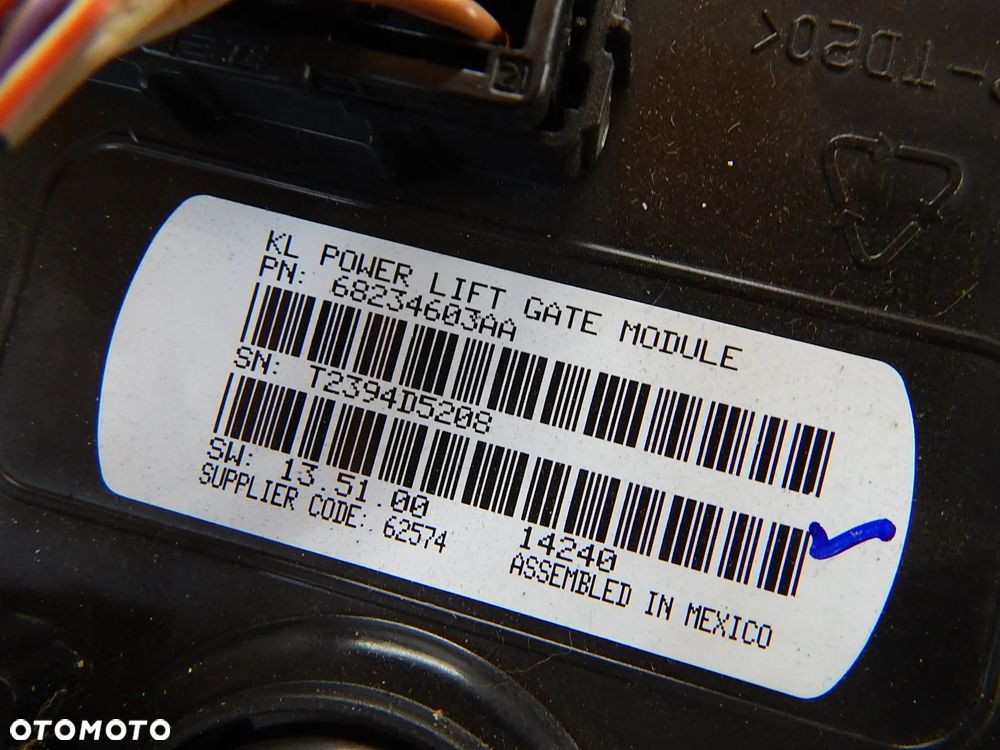 -TD20<
KL POWER LIFT GATE MODULE
PN: 68234603AA
SN: T2394D5208
SW: 13.51.00
14240
SUPPLIER CODE: 62574
ASSEMBLED IN MEXICO
OTOMOTO